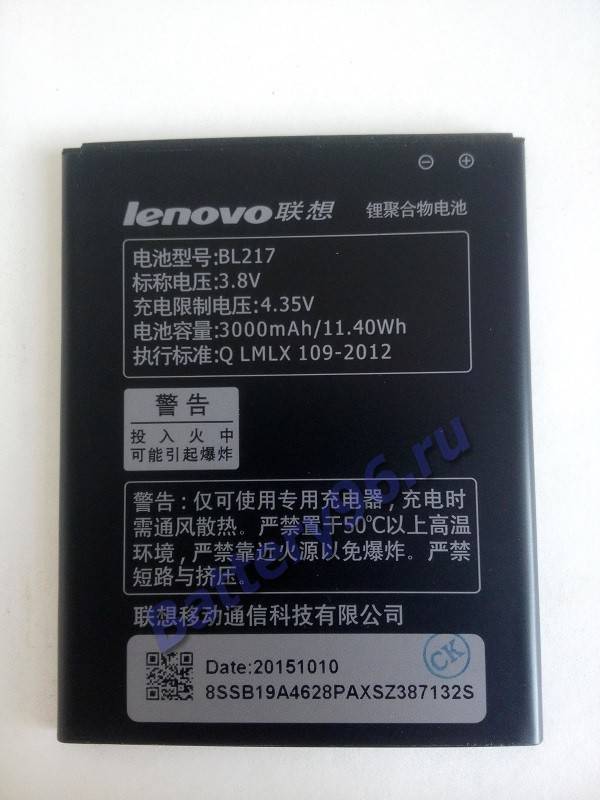 lenovo联想 锂聚合物电池
电池型号:BL217
标称电压:3.8V
充电限制电压:4.35V
电池容量:3000mAh/11.40Wh
执行标准:Q LMLX 109-2012
警告
投入火中
可能引起爆炸
警告:仅可使用专用充电器,充电时
需通风散热。严禁置于50℃以上高温
环境,严禁靠近火源以免爆炸。严禁
短路与挤压。
联想移动通信科技有限公司
CK
Date:20151010
8SSB19A4628PAXSZ387132S
Battery96.ru